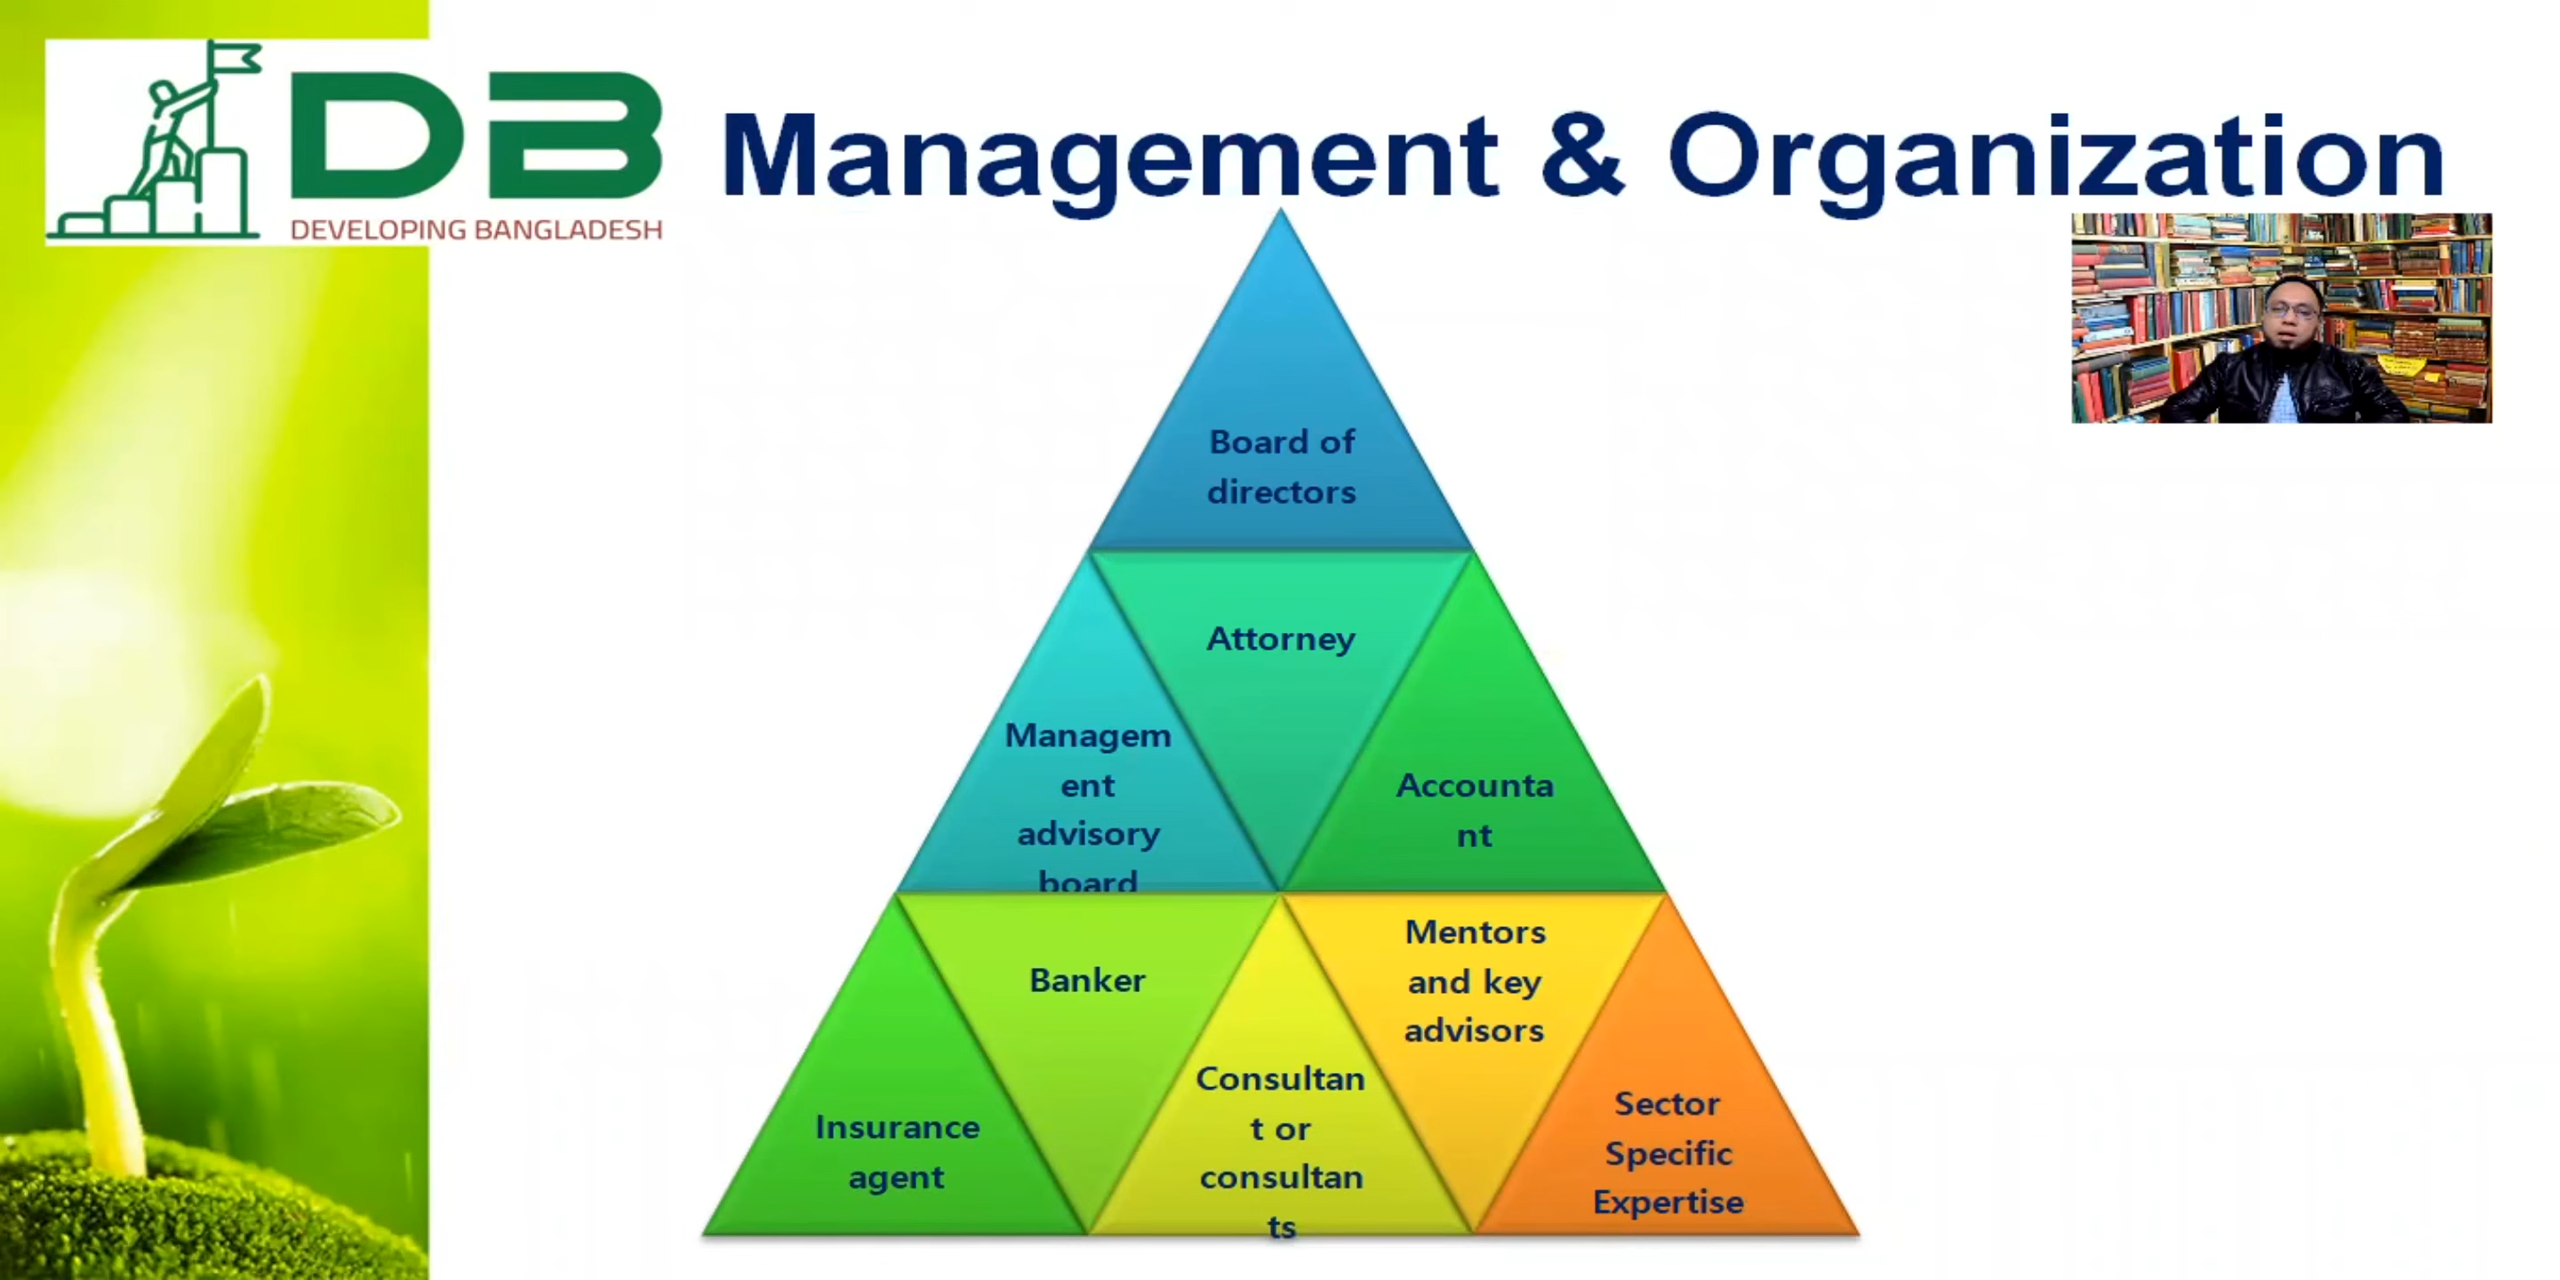 DB
DEVELOPING BANGLADESH
Management & Organization
Board of
directors
Attorney
Managem
ent
advisory
board
Accounta
nt
Insurance
agent
Banker
Consultan
t or
consultan
ts
Mentors
and key
advisors
Sector
Specific
Expertise